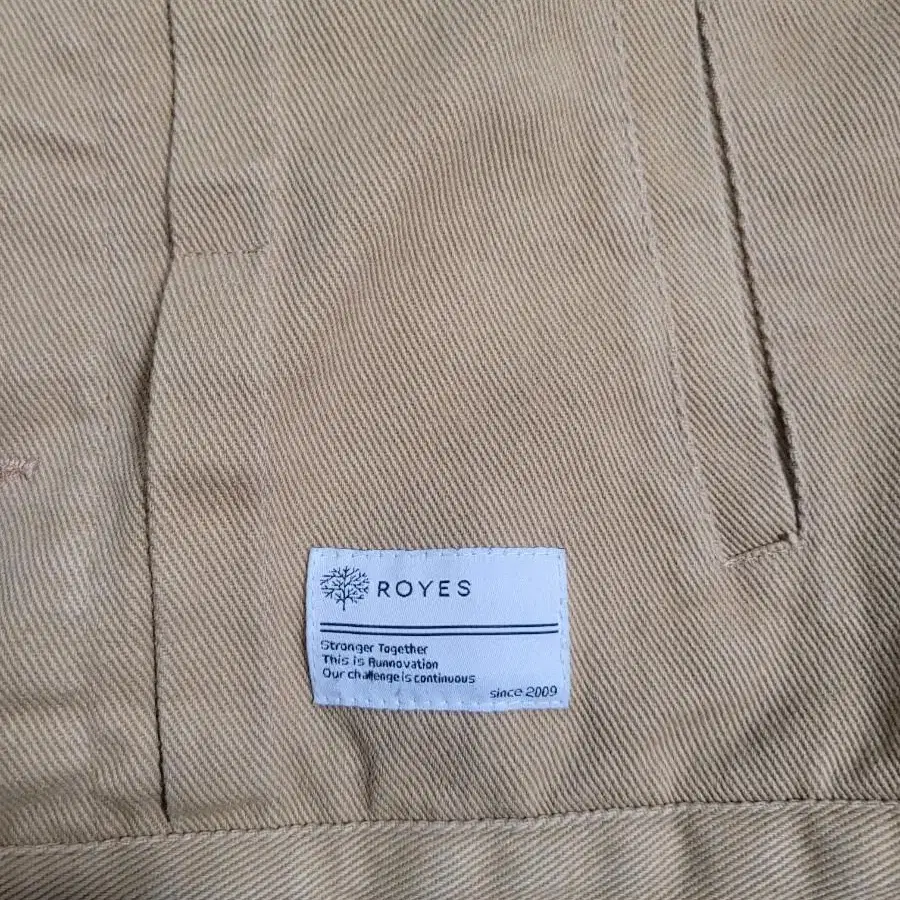 ROYES
Stronger Together
This is Runnovation
Our challenge is continuous
since 2009